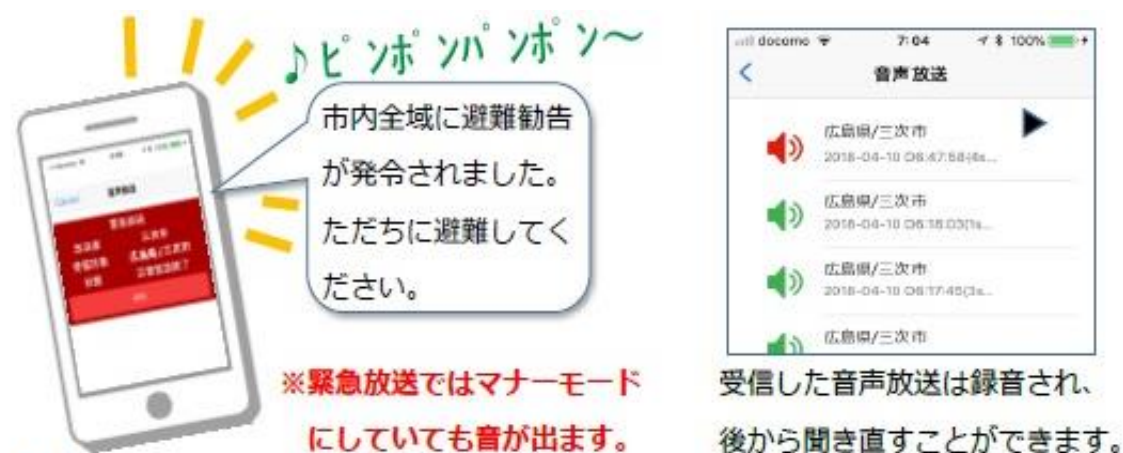 ♪ピンポンパンポン～
市内全域に避難勧告
が発令されました。
ただちに避難してく
ださい。
※緊急放送ではマナーモード
にしていても音が出ます。
docomo 7:04 100%
音声放送
広島県/三次市
2018-04-10 06:47:58(4s...
広島県/三次市
2018-04-10 06:18:03(1s...
広島県/三次市
2018-04-10 06:17:45(3s...
広島県/三次市
受信した音声放送は録音され、
後から聞き直すことができます。